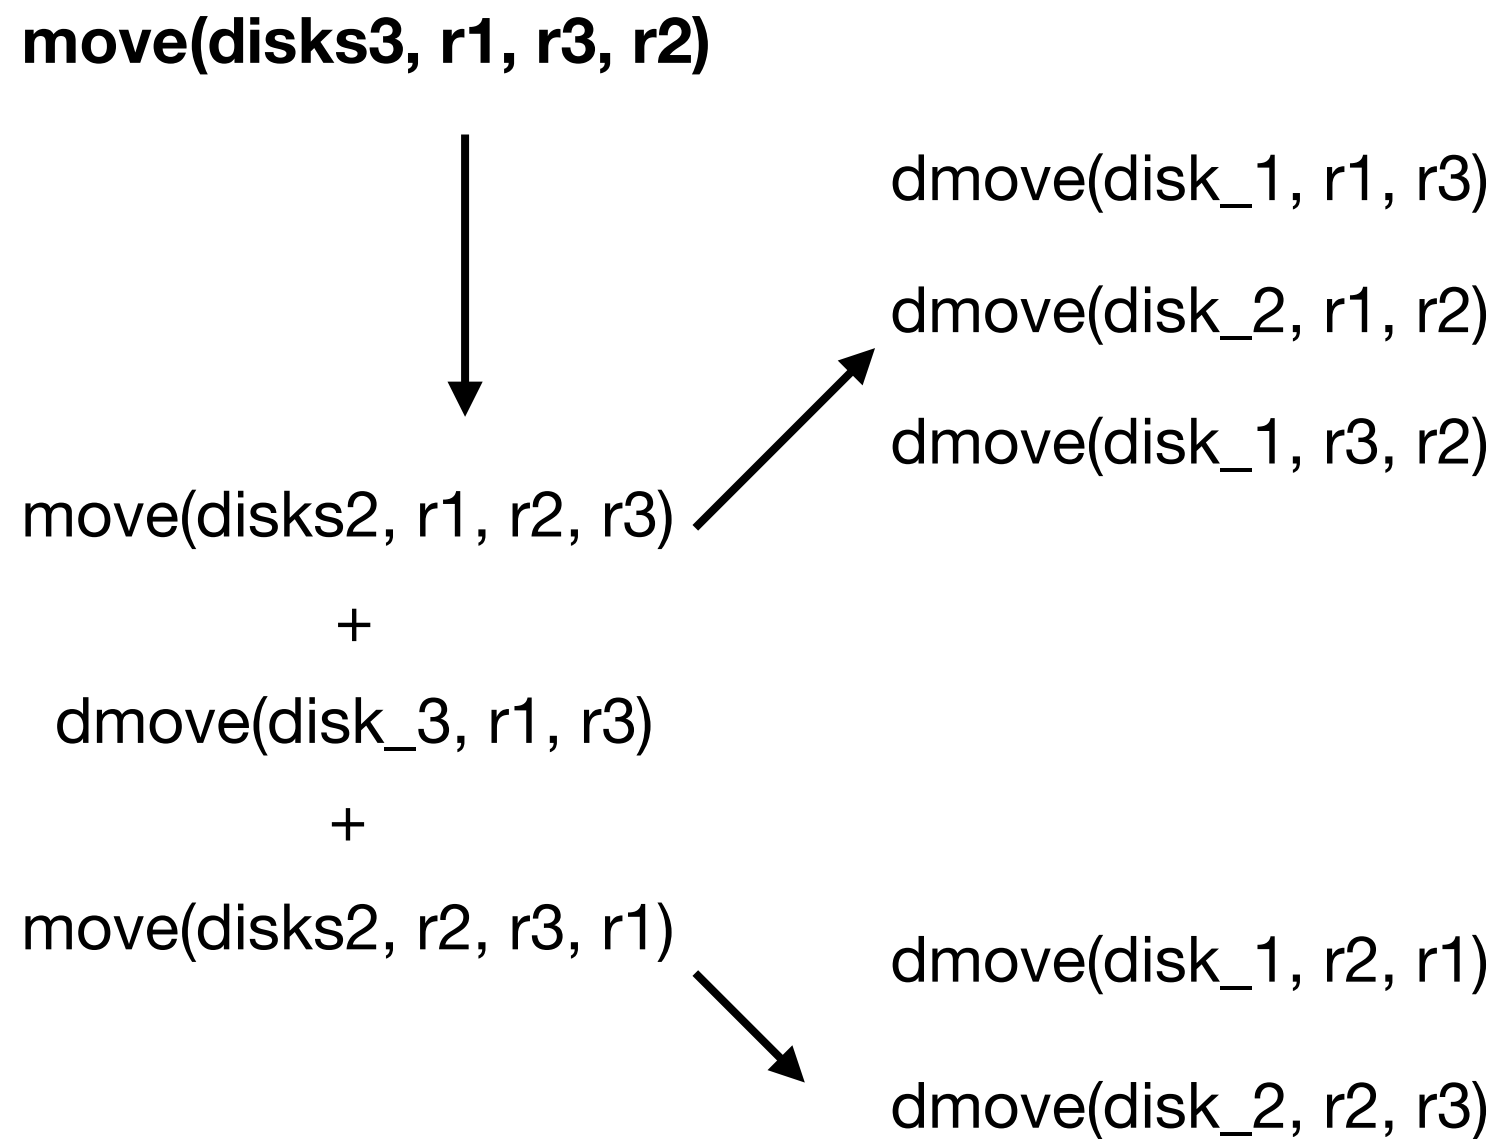 move(disks3, r1, r3, r2)
dmove(disk_1, r1, r3)
dmove(disk_2, r1, r2)
dmove(disk_1, r3, r2)
move(disks2, r1, r2, r3)
+
dmove(disk_3, r1, r3)
+
move(disks2, r2, r3, r1)
dmove(disk_1, r2, r1)
dmove(disk_2, r2, r3)